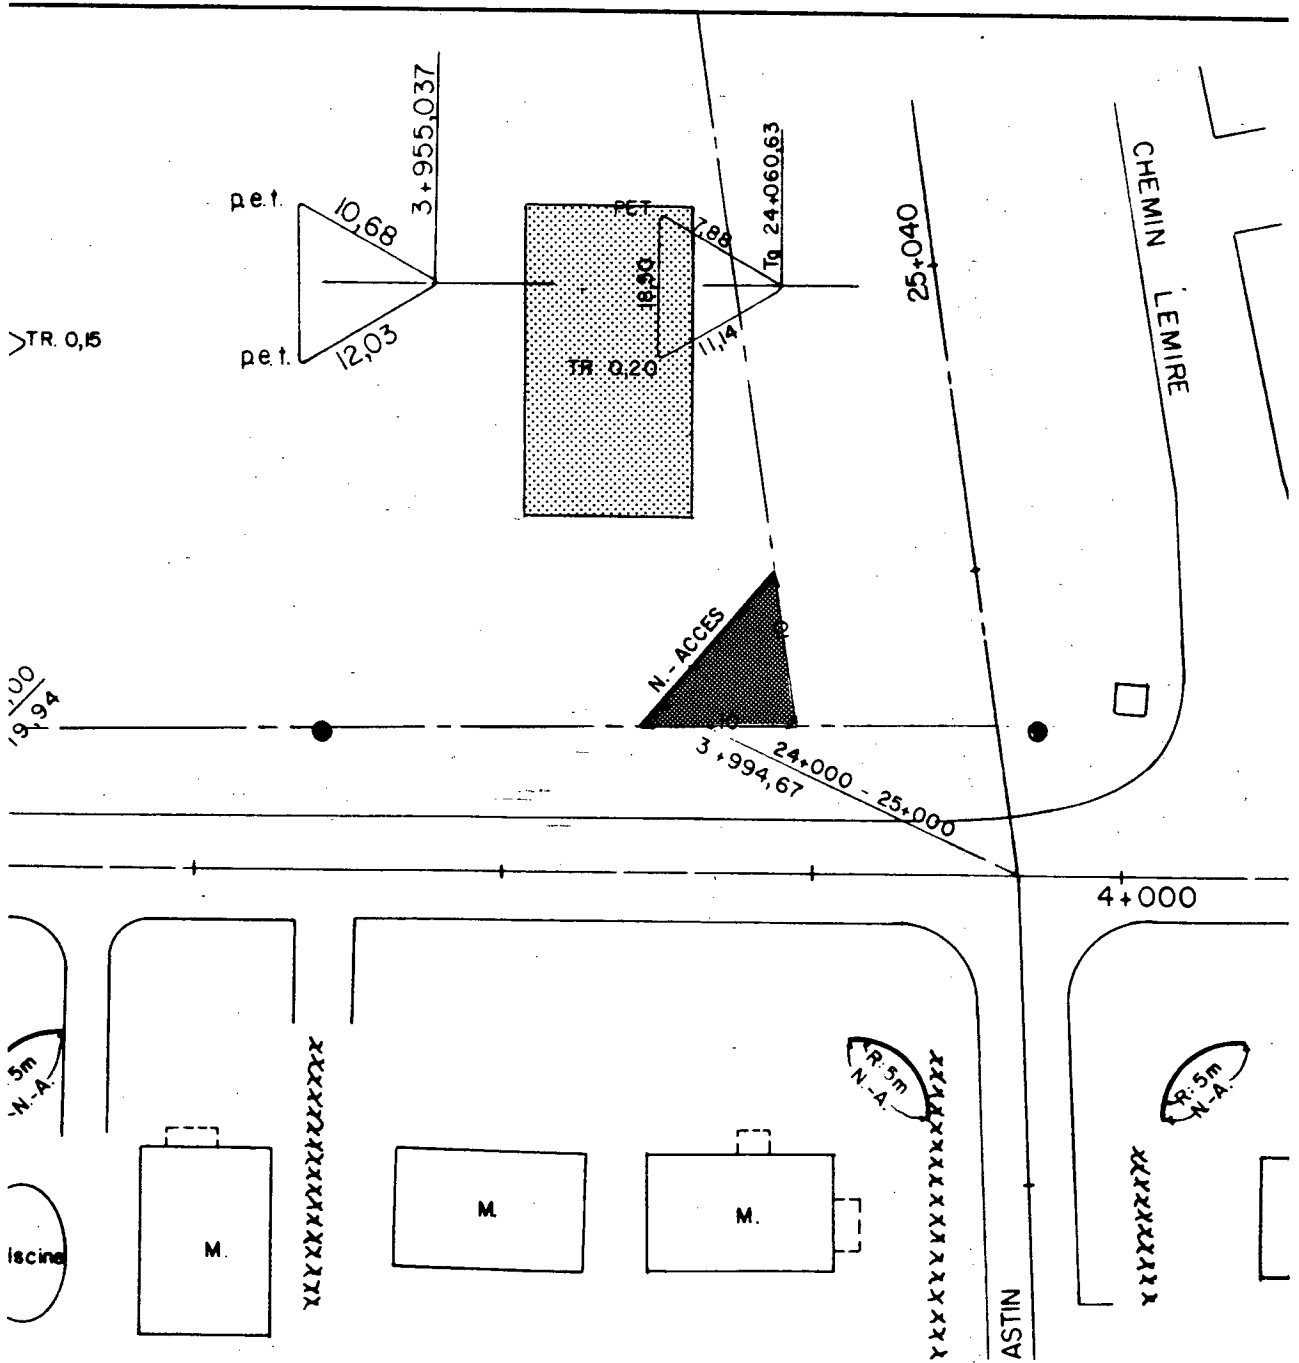 3+955,037
p.e.t.
10,68
12,03
p.e.t.
TR. 0,15
PET
7,88
18,90
11,14
TR 0,20
Tg 24+060,63
25+040
CHEMIN LEMIRE
N.-ACCES
10
10
,00
19,94
3+994,67
24+000 - 25+000
4+000
5m
-N.-A.
R:5m
N.-A.
R:5m
N-A.
M.
M.
M.
iscine
ASTIN